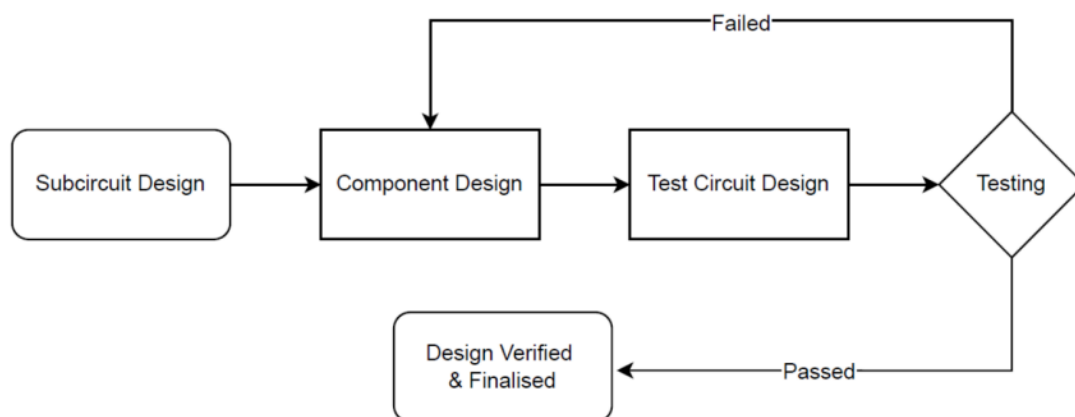 Failed
Subcircuit Design
Component Design
Test Circuit Design
Testing
Design Verified
& Finalised
Passed